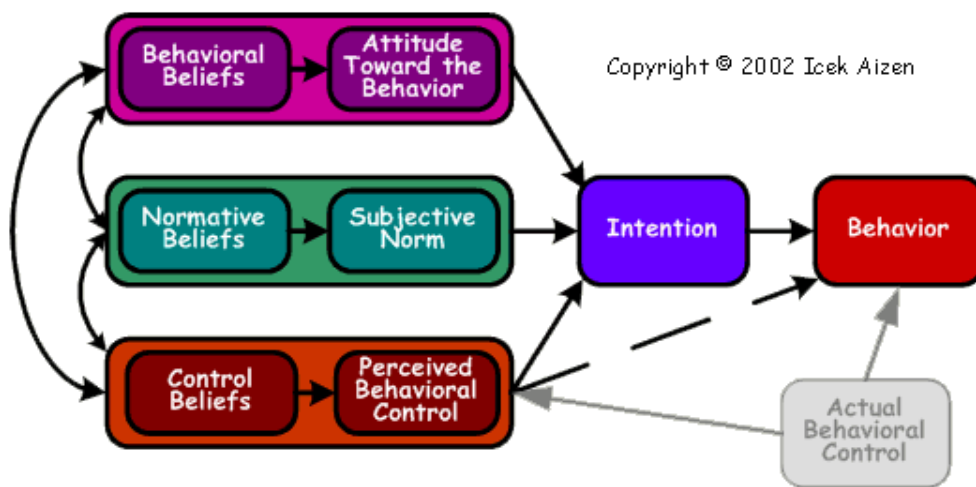 Behavioral
Beliefs
Attitude
Toward the
Behavior
Copyright © 2002 Icek Aizen
Normative
Beliefs
Subjective
Norm
Intention
Behavior
Control
Beliefs
Perceived
Behavioral
Control
Actual
Behavioral
Control